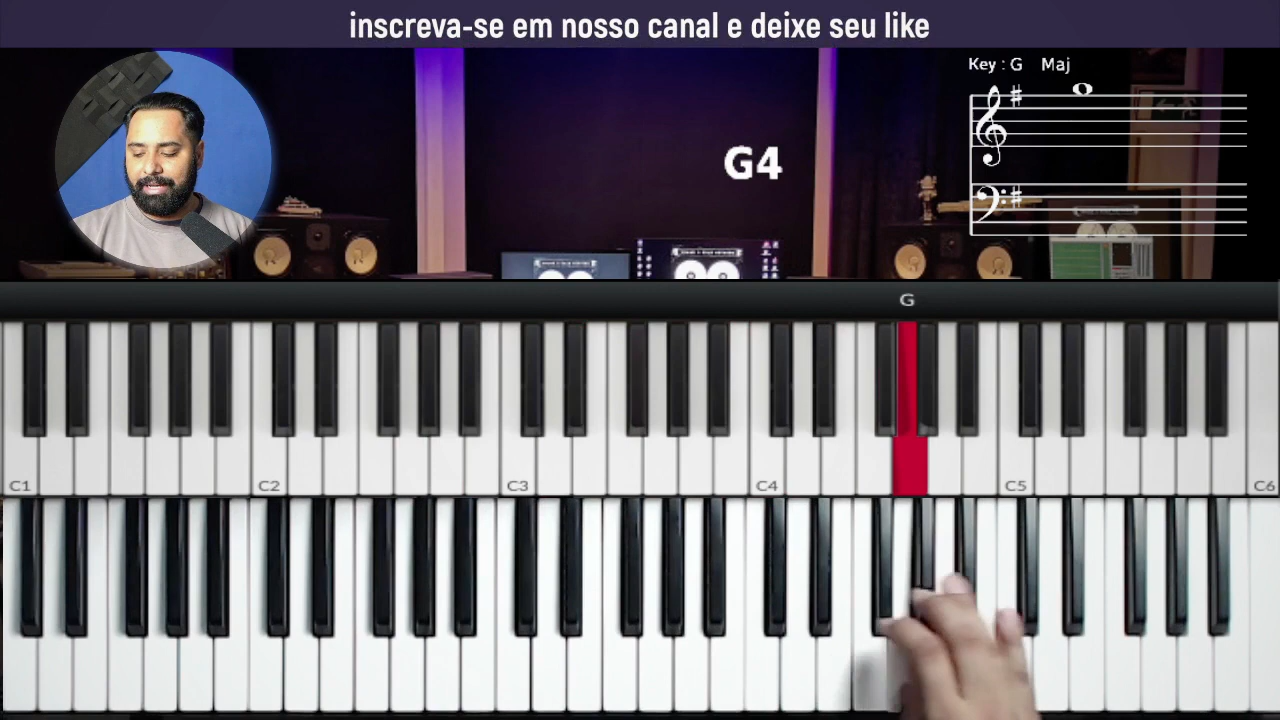 inscreva-se em nosso canal e deixe seu like
Key : G Maj
G4
G
C1 C2 C3 C4 C5 C6